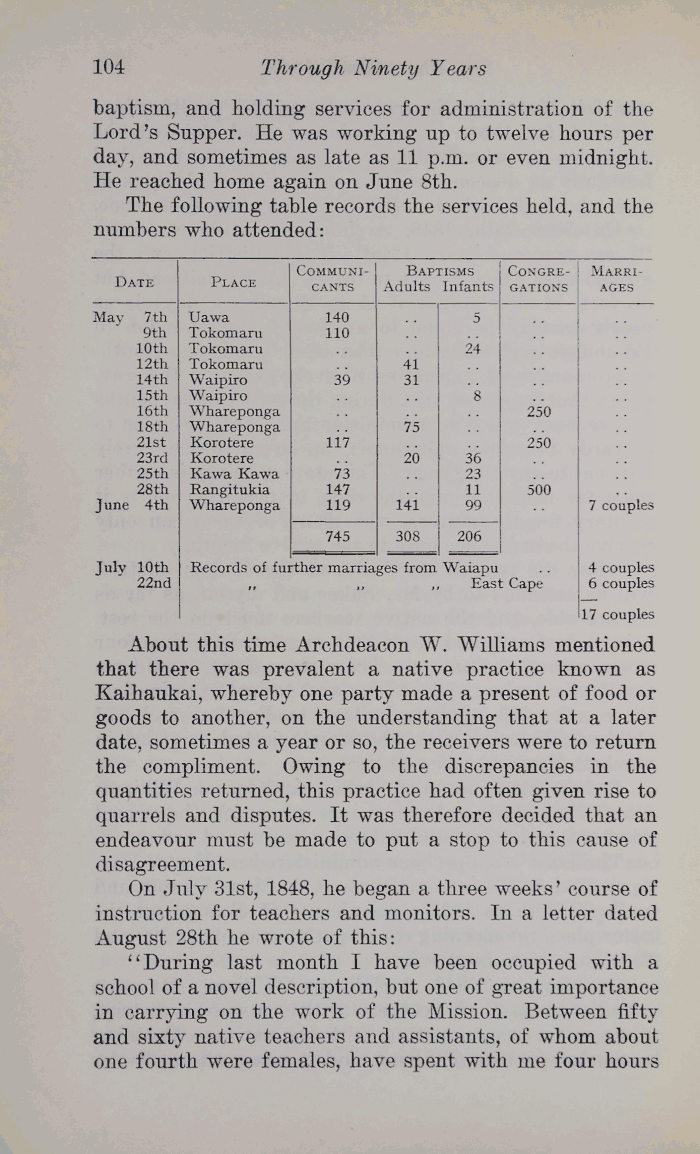 104 Through Ninety Years
baptism, and holding services for administration of the
Lord's Supper. He was working up to twelve hours per
day, and sometimes as late as 11 p.m. or even midnight.
He reached home again on June 8th.
The following table records the services held, and the
numbers who attended:
DATE PLACE COMMUNI-CANTS BAPTISMS Adults Infants CONGRE-GATIONS MARRI-AGES
May 7th Uawa 140 .. 5 .. ..
9th Tokomaru 110 .. .. .. ..
10th Tokomaru .. .. 24 .. ..
12th Tokomaru .. 41 .. .. ..
14th Waipiro 39 31 .. .. ..
15th Waipiro .. .. 8 .. ..
16th Whareponga .. .. .. 250 ..
18th Whareponga .. 75 .. .. ..
21st Korotere 117 .. .. 250 ..
23rd Korotere .. 20 36 .. ..
25th Kawa Kawa 73 .. 23 .. ..
28th Rangitukia 147 .. 11 500 ..
June 4th Whareponga 119 141 99 .. 7 couples
745 308 206
July 10th Records of further marriages from Waiapu .. 4 couples
22nd ,, ,, ,, East Cape 6 couples
17 couples
About this time Archdeacon W. Williams mentioned
that there was prevalent a native practice known as
Kaihaukai, whereby one party made a present of food or
goods to another, on the understanding that at a later
date, sometimes a year or so, the receivers were to return
the compliment. Owing to the discrepancies in the
quantities returned, this practice had often given rise to
quarrels and disputes. It was therefore decided that an
endeavour must be made to put a stop to this cause of
disagreement.
On July 31st, 1848, he began a three weeks' course of
instruction for teachers and monitors. In a letter dated
August 28th he wrote of this:
"During last month I have been occupied with a
school of a novel description, but one of great importance
in carrying on the work of the Mission. Between fifty
and sixty native teachers and assistants, of whom about
one fourth were females, have spent with me four hours